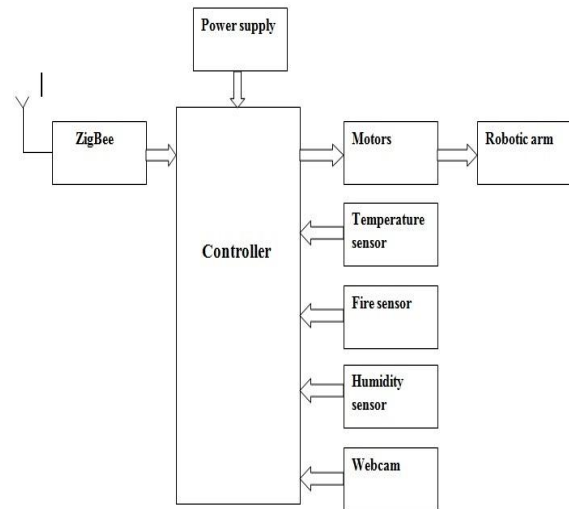 Power supply
ZigBee
Motors
Robotic arm
Temperature
sensor
Controller
Fire sensor
Humidity
sensor
Webcam